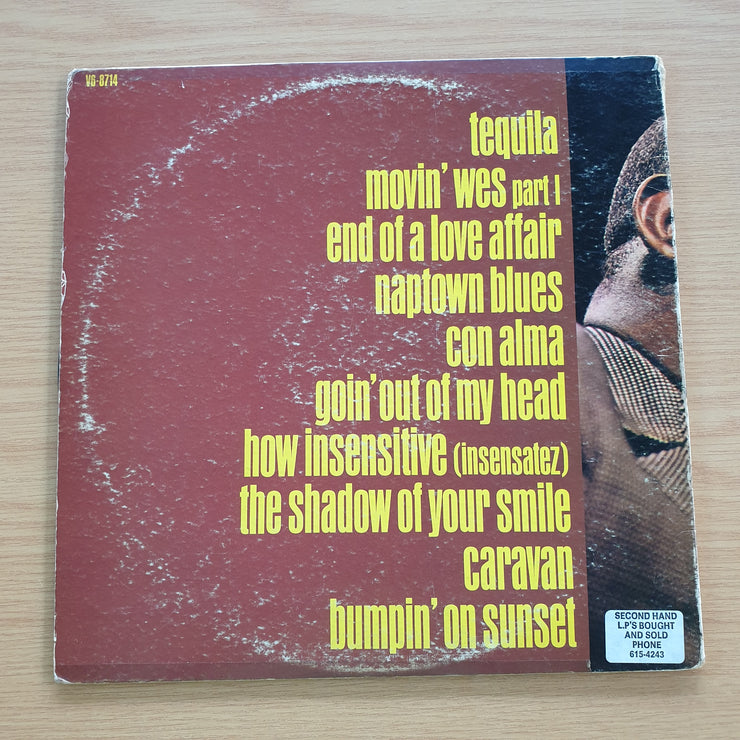 V6-8714
tequila
movin' wes part I
end of a love affair
naptown blues
con alma
goin' out of my head
how insensitive (insensatez)
the shadow of your smile
caravan
bumpin' on sunset
SECOND HAND
L.P'S BOUGHT
AND SOLD
PHONE
615-4243